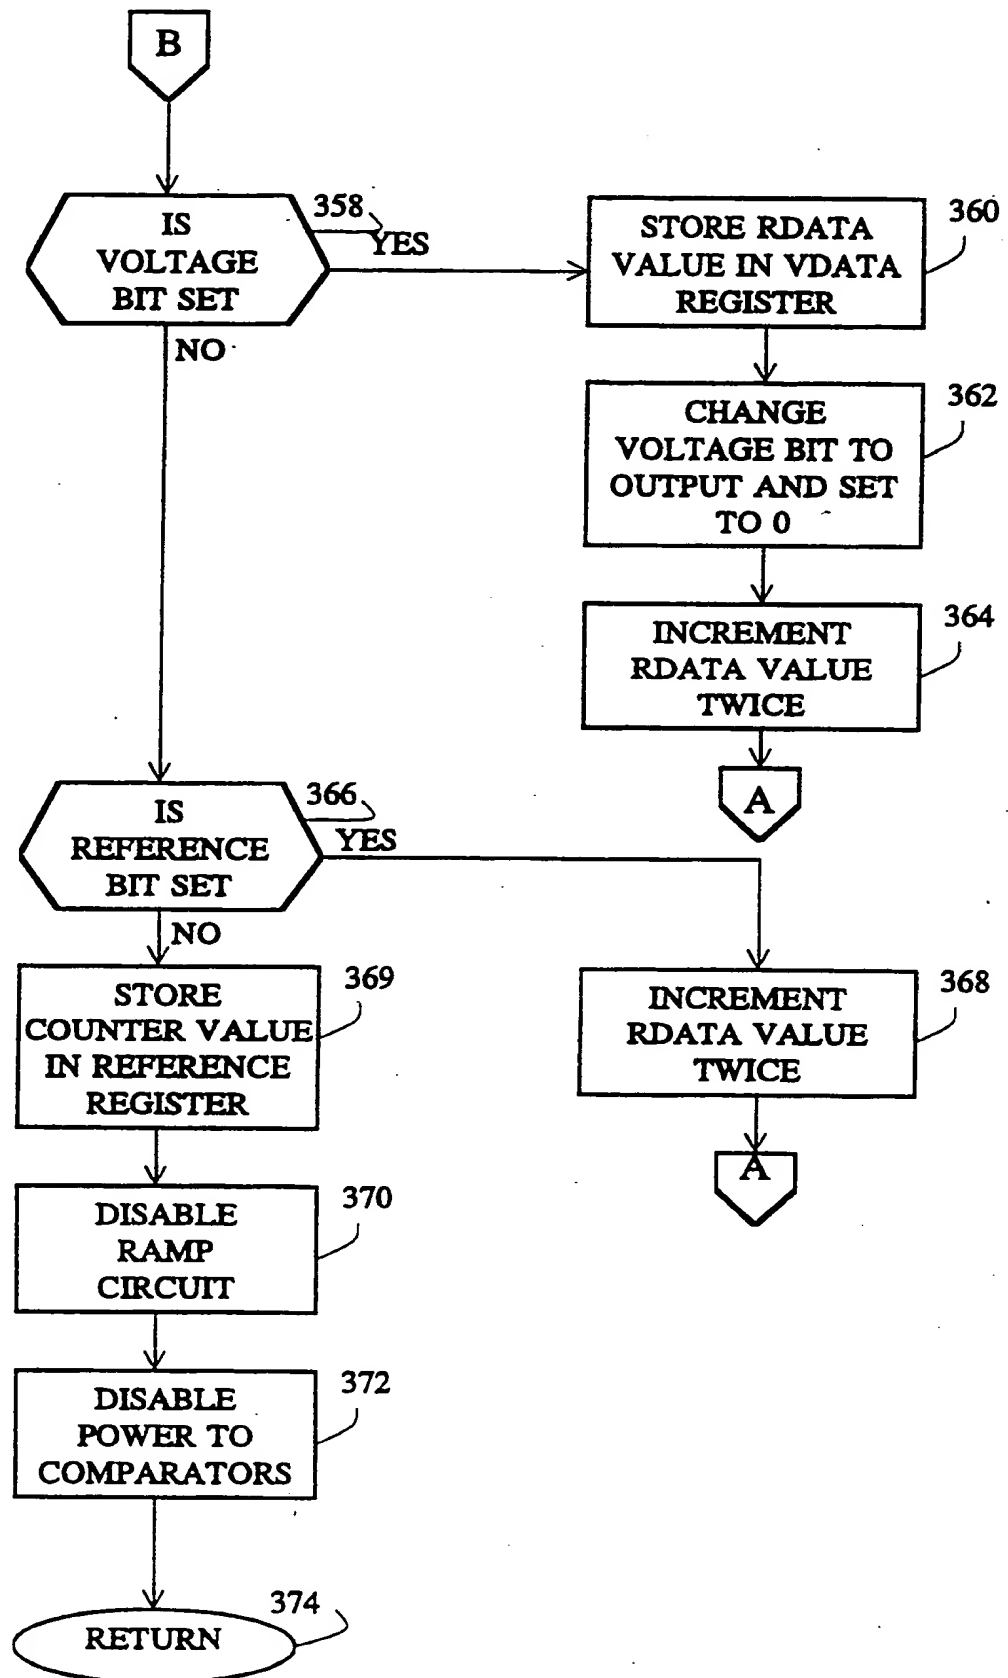 B
IS
VOLTAGE
BIT SET
358
YES
NO
STORE RDATA
VALUE IN VDATA
REGISTER
360
CHANGE
VOLTAGE BIT TO
OUTPUT AND SET
TO 0
362
INCREMENT
RDATA VALUE
TWICE
364
A
IS
REFERENCE
BIT SET
366
YES
NO
INCREMENT
RDATA VALUE
TWICE
368
A
STORE
COUNTER VALUE
IN REFERENCE
REGISTER
369
DISABLE
RAMP
CIRCUIT
370
DISABLE
POWER TO
COMPARATORS
372
RETURN
374